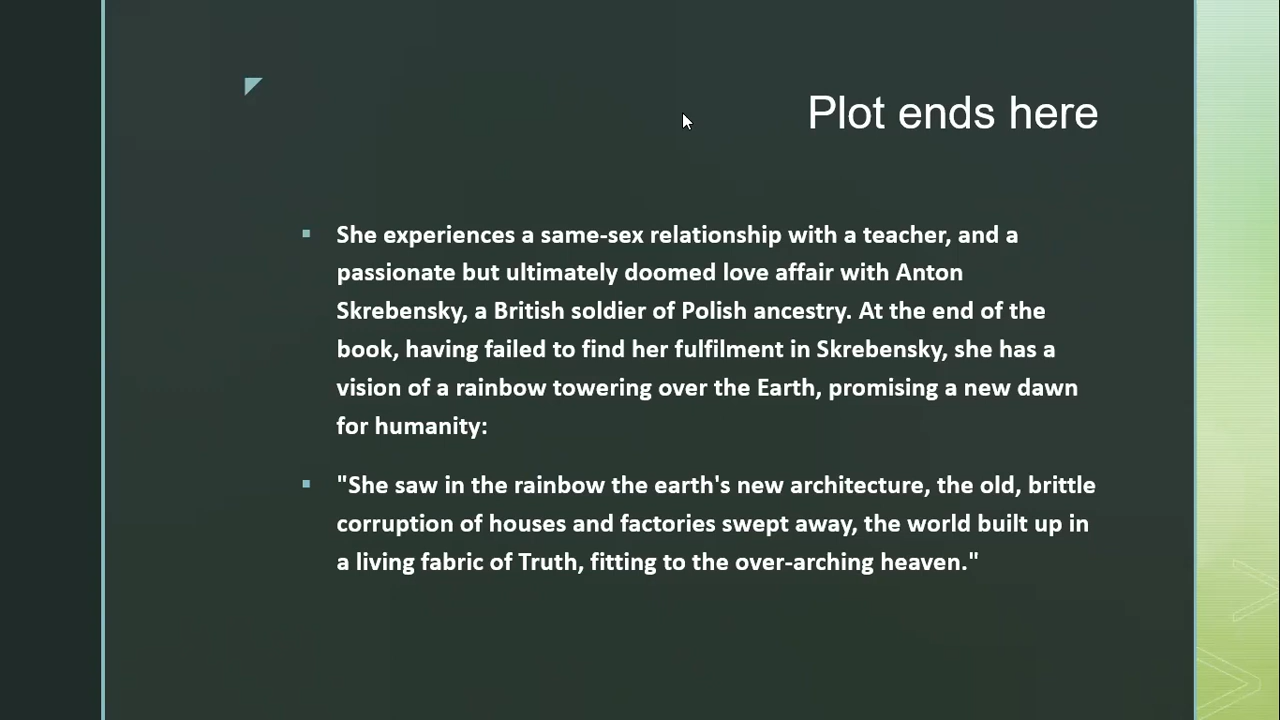 Plot ends here
She experiences a same-sex relationship with a teacher, and a
passionate but ultimately doomed love affair with Anton
Skrebensky, a British soldier of Polish ancestry. At the end of the
book, having failed to find her fulfilment in Skrebensky, she has a
vision of a rainbow towering over the Earth, promising a new dawn
for humanity:
"She saw in the rainbow the earth's new architecture, the old, brittle
corruption of houses and factories swept away, the world built up in
a living fabric of Truth, fitting to the over-arching heaven."